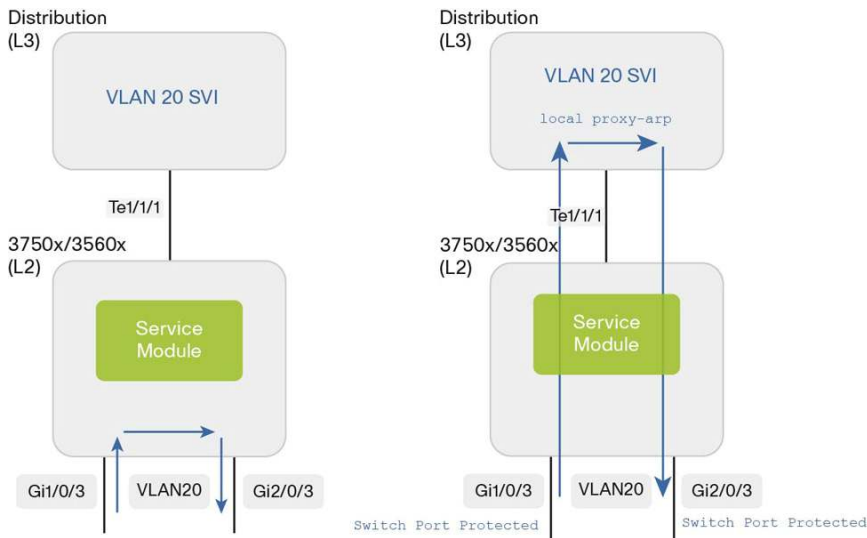 Distribution
(L3)
VLAN 20 SVI
Te1/1/1
3750x/3560x
(L2)
Service
Module
Gi1/0/3
VLAN20
Gi2/0/3
Distribution
(L3)
VLAN 20 SVI
local proxy-arp
Te1/1/1
3750x/3560x
(L2)
Service
Module
Gi1/0/3
VLAN20
Gi2/0/3
Switch Port Protected
Switch Port Protected